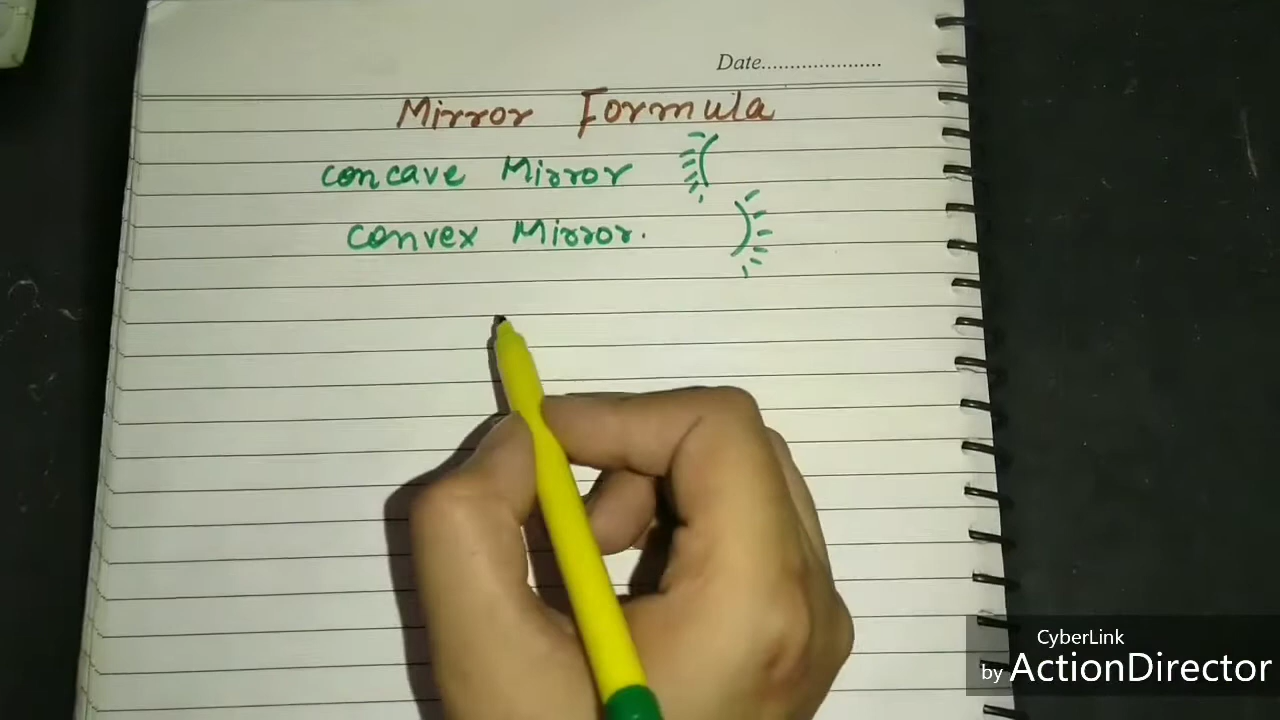 Date.....................
Mirror Formula
concave Mirror
convex Mirror.
CyberLink
by ActionDirector